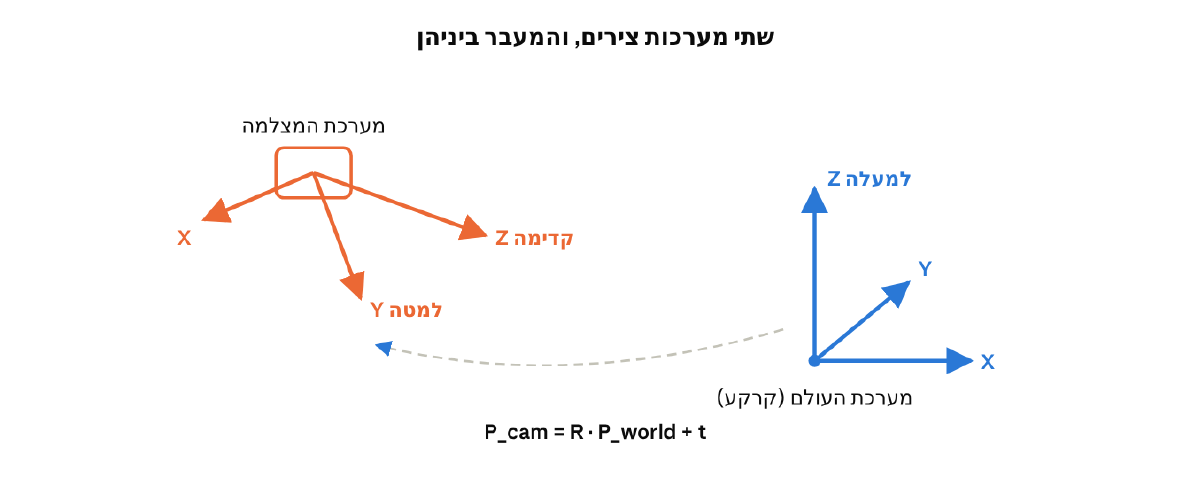 שתי מערכות צירים, והמעבר ביניהן
מערכת המצלמה
X
קדימה Z
למטה Y
למעלה Z
Y
X
מערכת העולם (קרקע)
P_cam = R · P_world + t